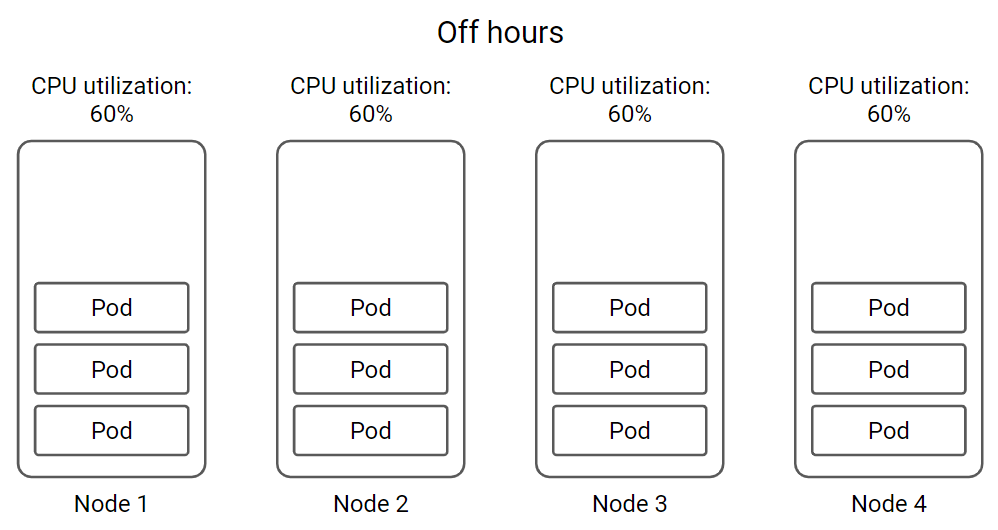 Off hours
CPU utilization: CPU utilization: CPU utilization: CPU utilization:
60% 60% 60% 60%
Pod Pod Pod Pod
Pod Pod Pod Pod
Pod Pod Pod Pod
Node 1 Node 2 Node 3 Node 4